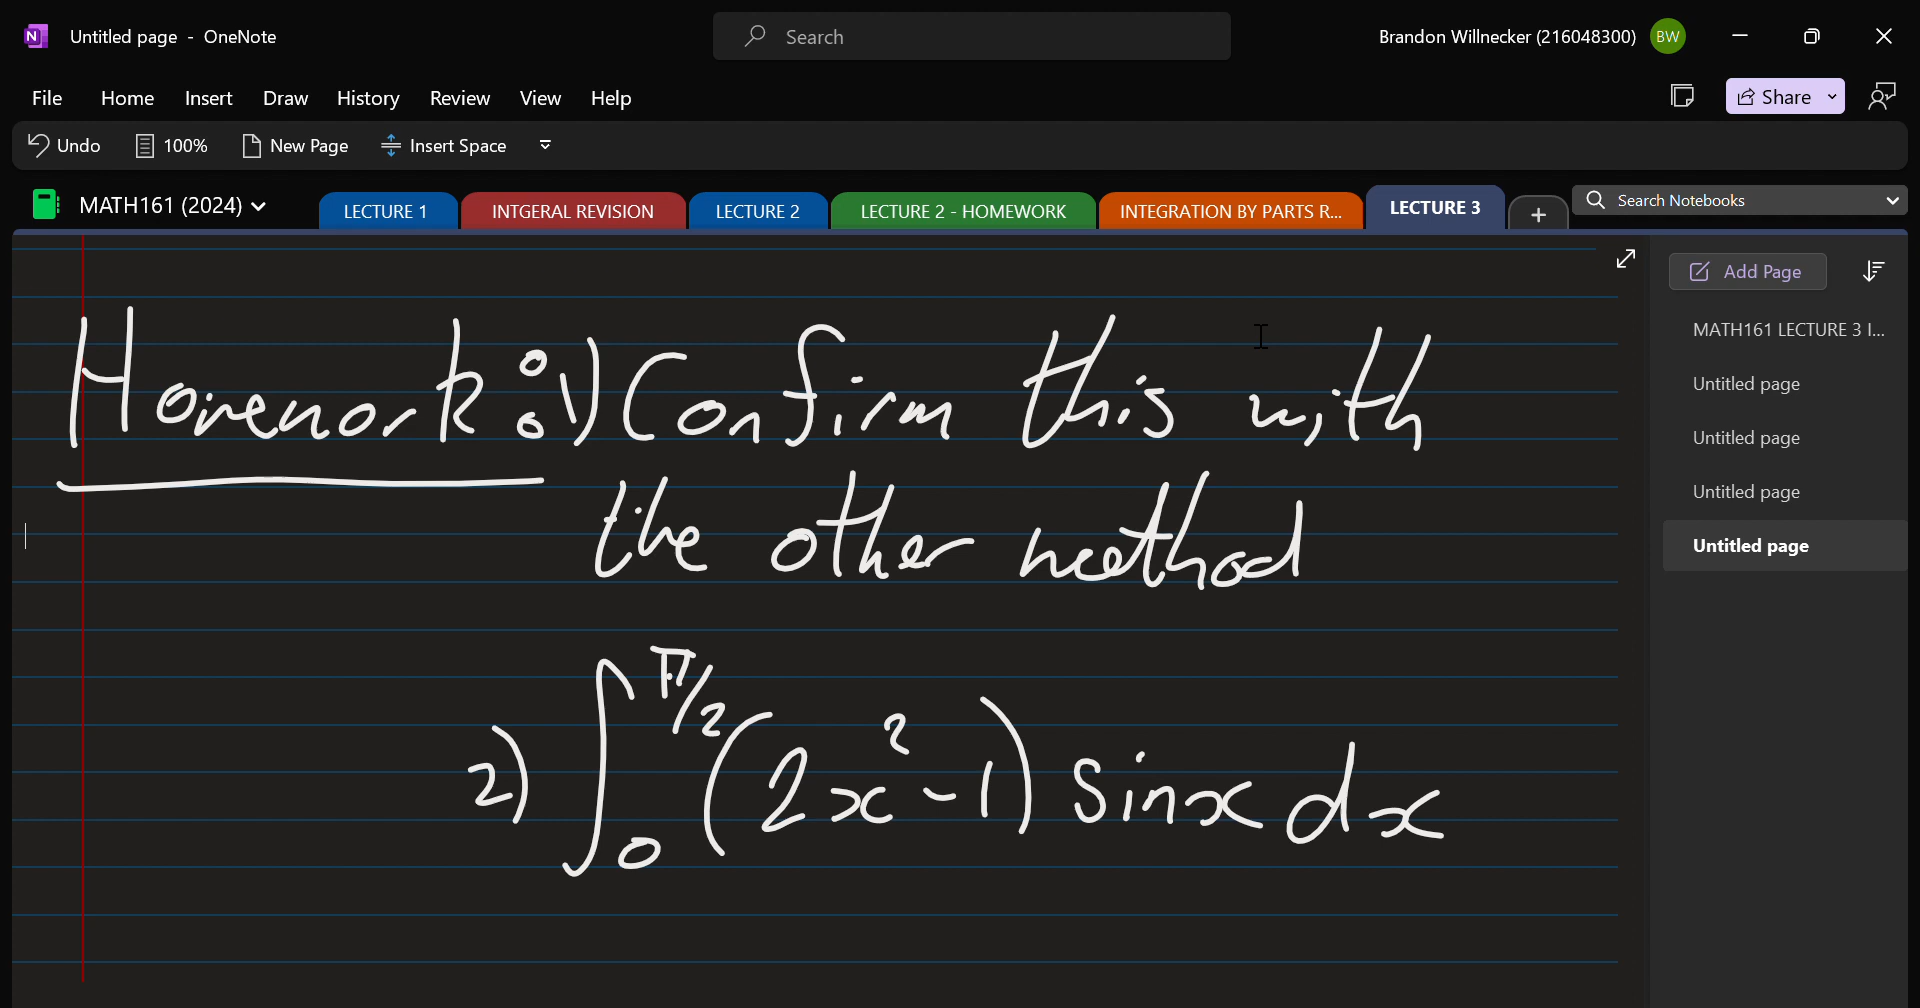 Untitled page - OneNote
Search
Brandon Willnecker (216048300) BW
File Home Insert Draw History Review View Help
Share
Undo 100% New Page Insert Space
MATH161 (2024)
LECTURE 1 INTGERAL REVISION LECTURE 2 LECTURE 2 - HOMEWORK INTEGRATION BY PARTS R... LECTURE 3 +
Search Notebooks
Add Page
MATH161 LECTURE 3 I...
Untitled page
Untitled page
Untitled page
Untitled page
Homework: 1) Confirm this with
the other method
2) ∫₀^{π/2} (2x² - 1) sinx dx